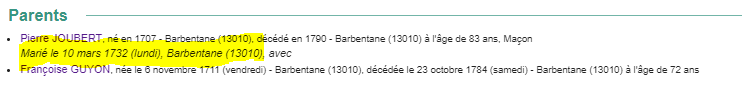 Parents
Pierre JOUBERT, né en 1707 - Barbentane (13010), décédé en 1790 - Barbentane (13010) à l'âge de 83 ans, Maçon
Marié le 10 mars 1732 (lundi), Barbentane (13010), avec
Françoise GUYON, née le 6 novembre 1711 (vendredi) - Barbentane (13010), décédée le 23 octobre 1784 (samedi) - Barbentane (13010) à l'âge de 72 ans